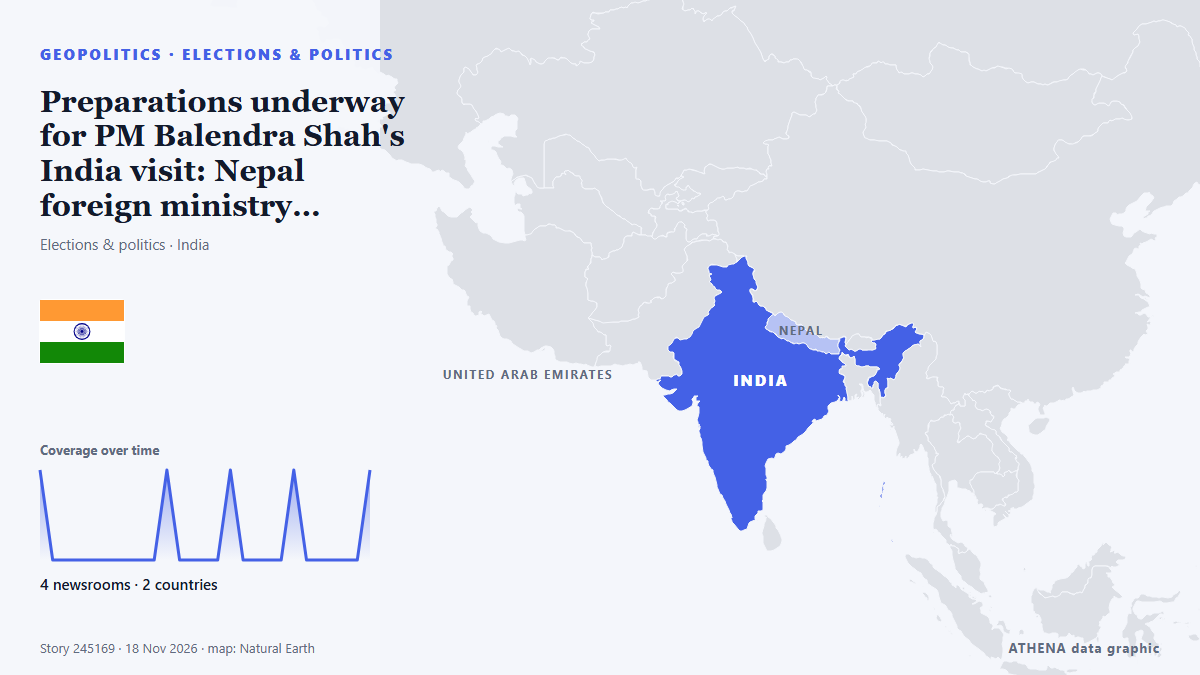 GEOPOLITICS · ELECTIONS & POLITICS
Preparations underway
for PM Balendra Shah's
India visit: Nepal
foreign ministry...
Elections & politics · India
NEPAL
UNITED ARAB EMIRATES
INDIA
Coverage over time
4 newsrooms · 2 countries
Story 245169 · 18 Nov 2026 · map: Natural Earth
ATHENA data graphic